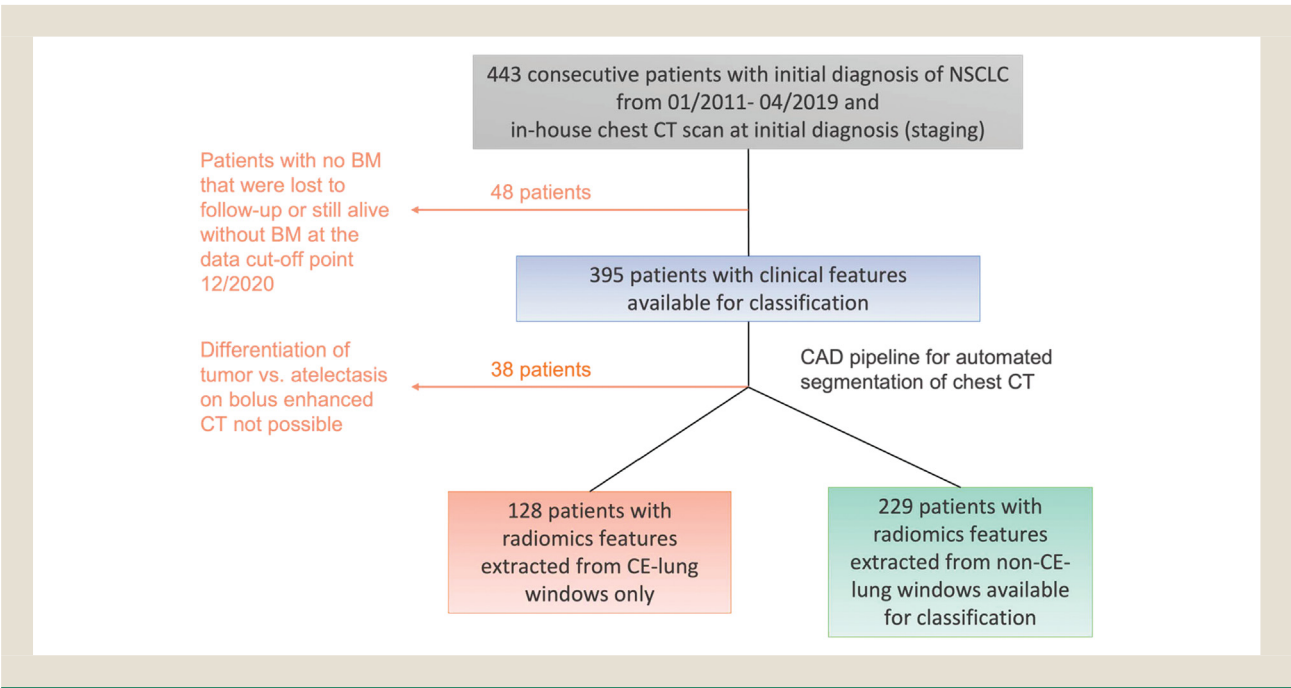 443 consecutive patients with initial diagnosis of NSCLC
from 01/2011- 04/2019 and
in-house chest CT scan at initial diagnosis (staging)
Patients with no BM
that were lost to
follow-up or still alive
without BM at the
data cut-off point
12/2020
48 patients
395 patients with clinical features
available for classification
Differentiation of
tumor vs. atelectasis
on bolus enhanced
CT not possible
38 patients
CAD pipeline for automated
segmentation of chest CT
128 patients with
radiomics features
extracted from CE-lung
windows only
229 patients with
radiomics features
extracted from non-CE-
lung windows available
for classification